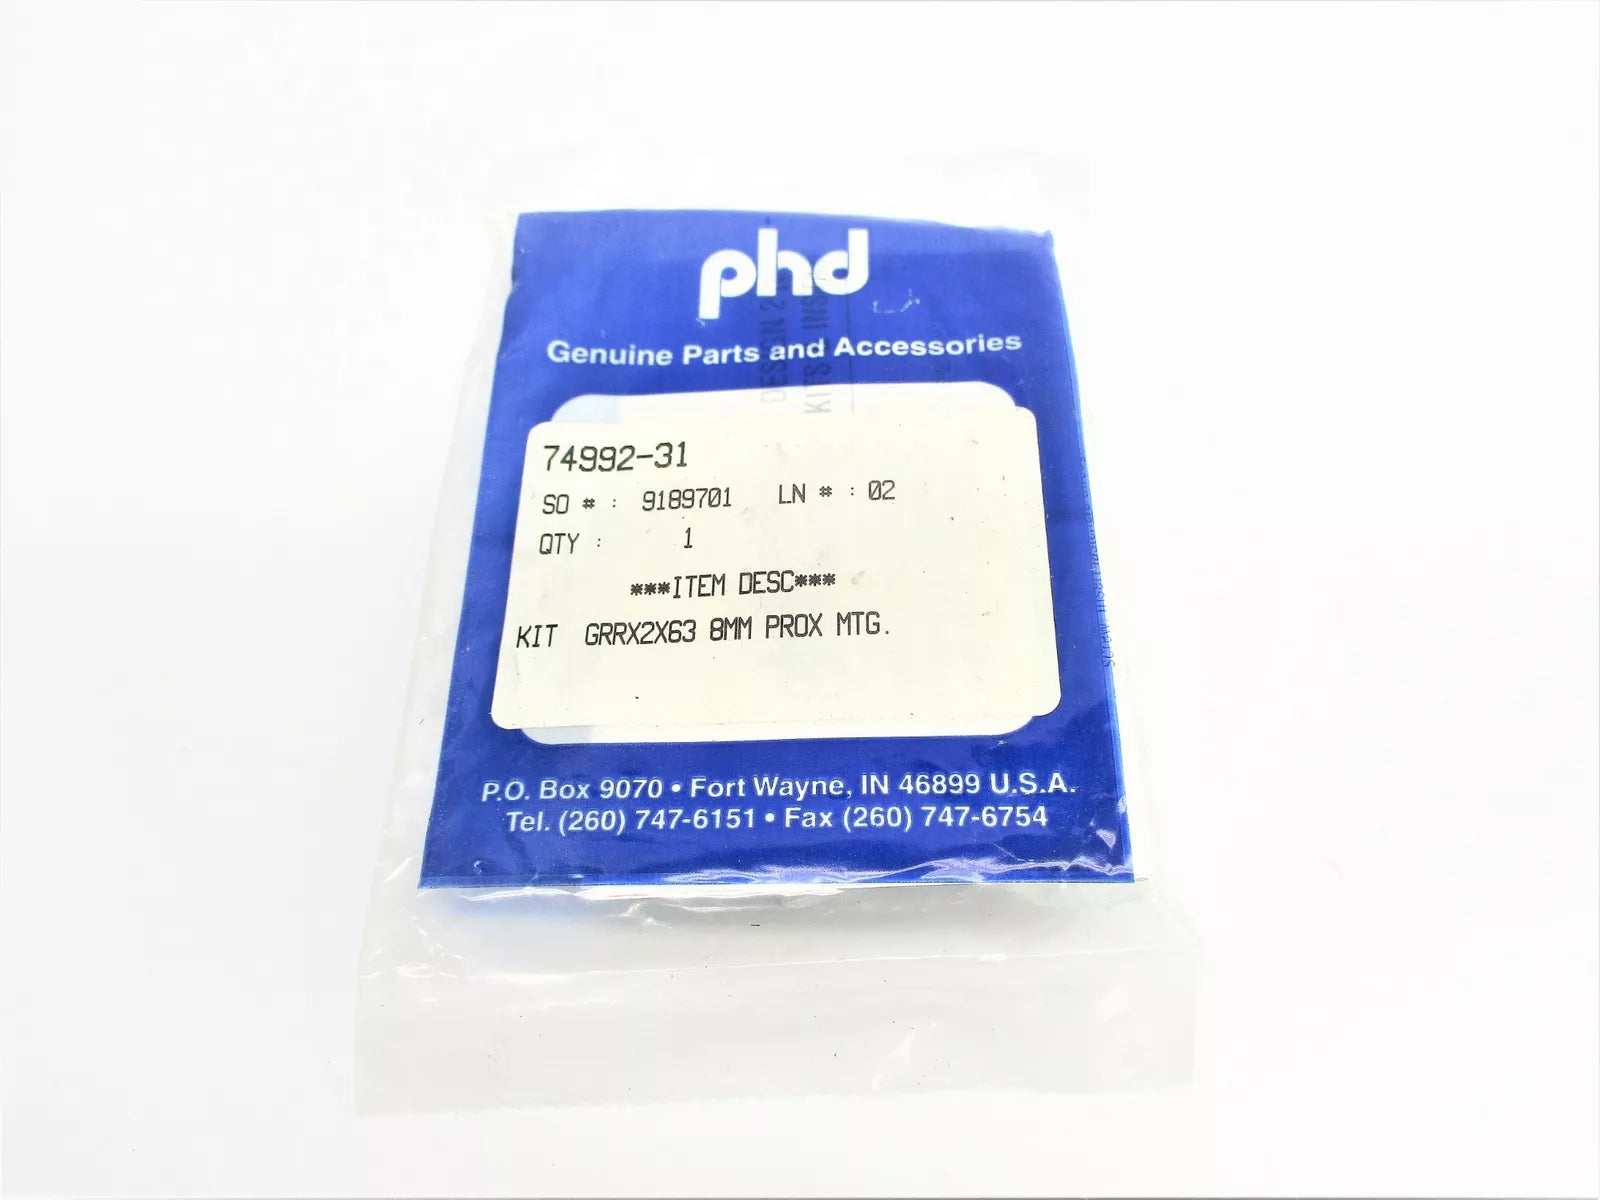 phd
Genuine Parts and Accessories
74992-31
SO # : 9189701 LN # : 02
QTY : 1
***ITEM DESC***
KIT GRRX2X63 8MM PROX MTG.
P.O. Box 9070 • Fort Wayne, IN 46899 U.S.A.
Tel. (260) 747-6151 • Fax (260) 747-6754